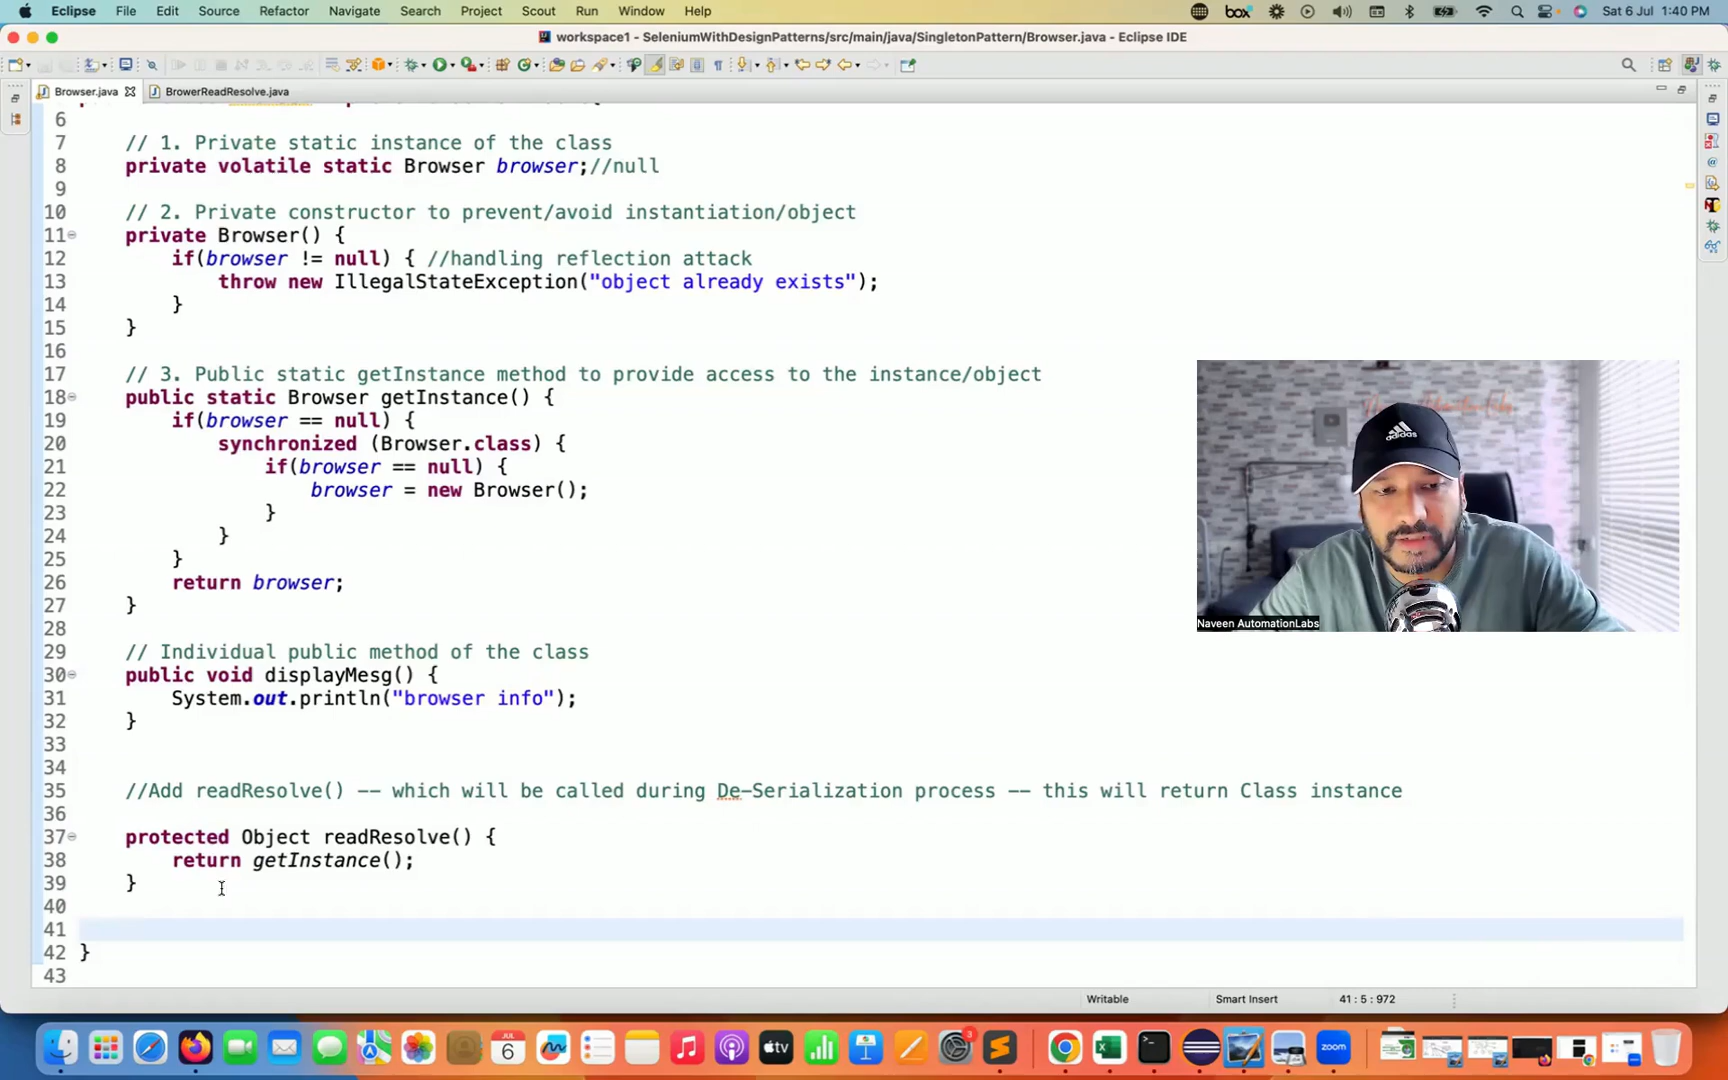 Eclipse File Edit Source Refactor Navigate Search Project Scout Run Window Help
box
Sat 6 Jul 1:40 PM
workspace1 - SeleniumWithDesignPatterns/src/main/java/SingletonPattern/Browser.java - Eclipse IDE
Browser.java
BrowerReadResolve.java
6
7 // 1. Private static instance of the class
8 private volatile static Browser browser;//null
9
10 // 2. Private constructor to prevent/avoid instantiation/object
11 private Browser() {
12 if(browser != null) { //handling reflection attack
13 throw new IllegalStateException("object already exists");
14 }
15 }
16
17 // 3. Public static getInstance method to provide access to the instance/object
18 public static Browser getInstance() {
19 if(browser == null) {
20 synchronized (Browser.class) {
21 if(browser == null) {
22 browser = new Browser();
23 }
24 }
25 }
26 return browser;
27 }
28
29 // Individual public method of the class
30 public void displayMesg() {
31 System.out.println("browser info");
32 }
33
34
35 //Add readResolve() -- which will be called during De-Serialization process -- this will return Class instance
36
37 protected Object readResolve() {
38 return getInstance();
39 }
40
41
42 }
43
Naveen AutomationLabs
Writable
Smart Insert
41 : 5 : 972
JUL
6
tv
3
zoom